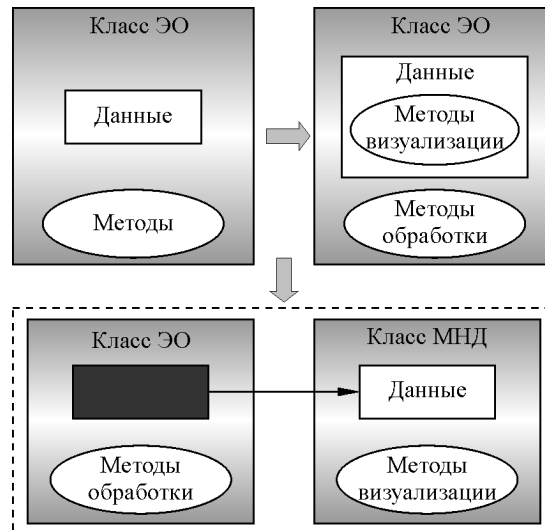 Класс ЭО
Данные
Методы
Класс ЭО
Данные
Методы
визуализации
Методы
обработки
Класс ЭО
Методы
обработки
Класс МНД
Данные
Методы
визуализации